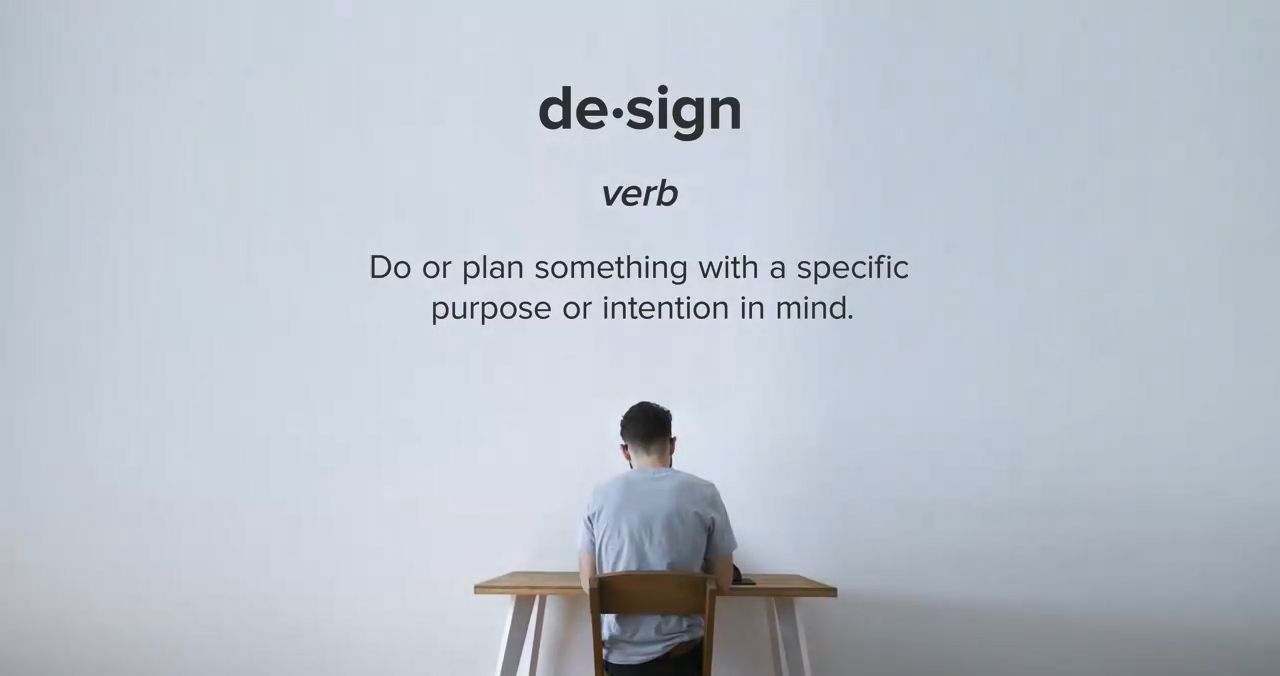 de·sign
verb
Do or plan something with a specific
purpose or intention in mind.